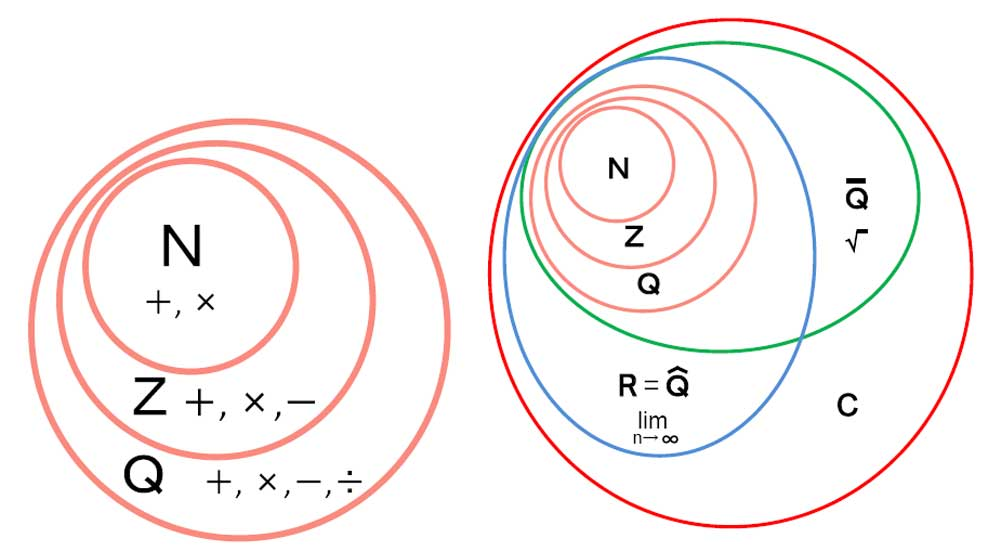 N
+, ×
Z +, ×,−
Q +, ×,−,÷
N
Z
Q
Q̅
√
R = Q̂
lim
n→∞
C